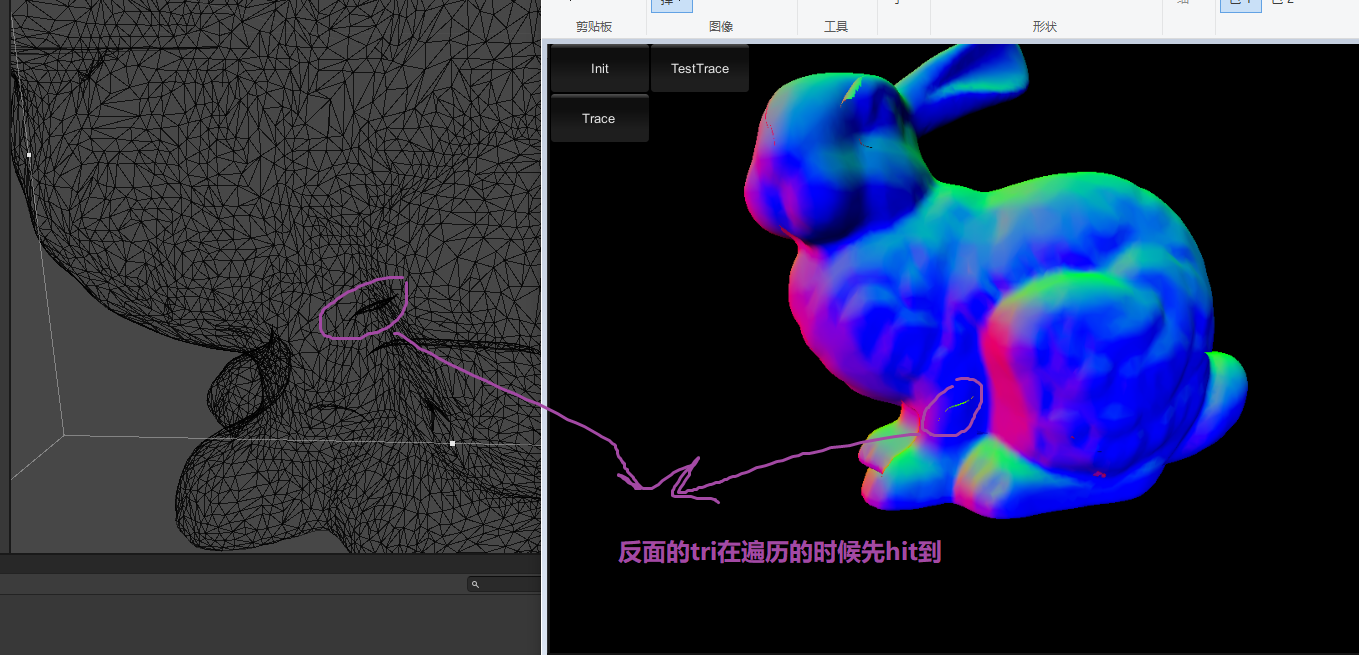 剪贴板
图像
工具
形状
Init
TestTrace
Trace
反面的tri在遍历的时候先hit到